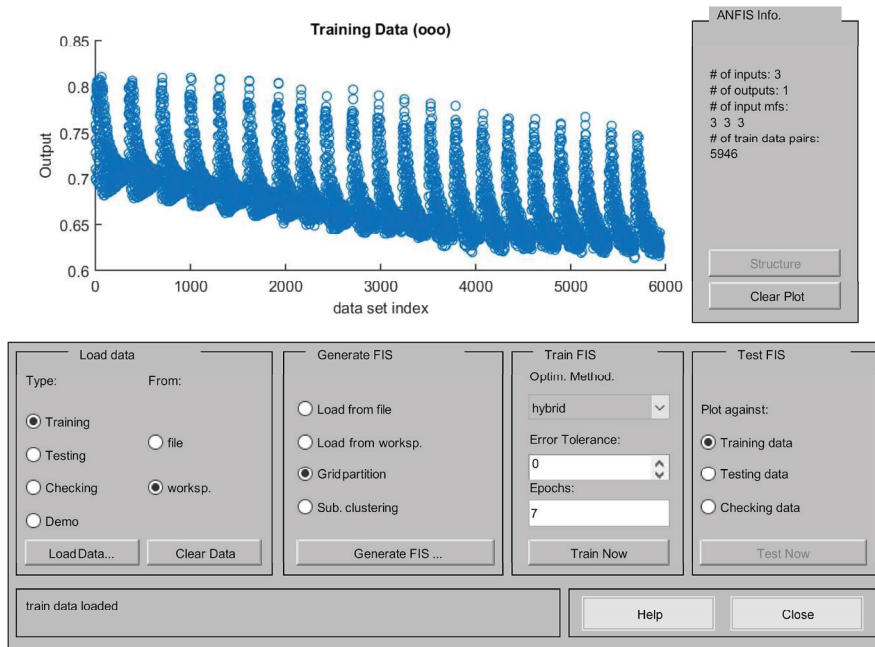 Training Data (ooo)
0.85
0.8
0.75
0.7
0.65
0.6
Output
0
1000
2000
3000
4000
5000
6000
data set index
ANFIS Info.
# of inputs: 3
# of outputs: 1
# of input mfs:
3 3 3
# of train data pairs:
5946
Structure
Clear Plot
Load data
Type:
From:
Training
Testing
Checking
Demo
file
worksp.
Load Data...
Clear Data
Generate FIS
Load from file
Load from worksp.
Grid partition
Sub. clustering
Generate FIS ...
Train FIS
Optim. Method.
hybrid
Error Tolerance:
0
Epochs:
7
Train Now
Test FIS
Plot against:
Training data
Testing data
Checking data
Test Now
train data loaded
Help
Close